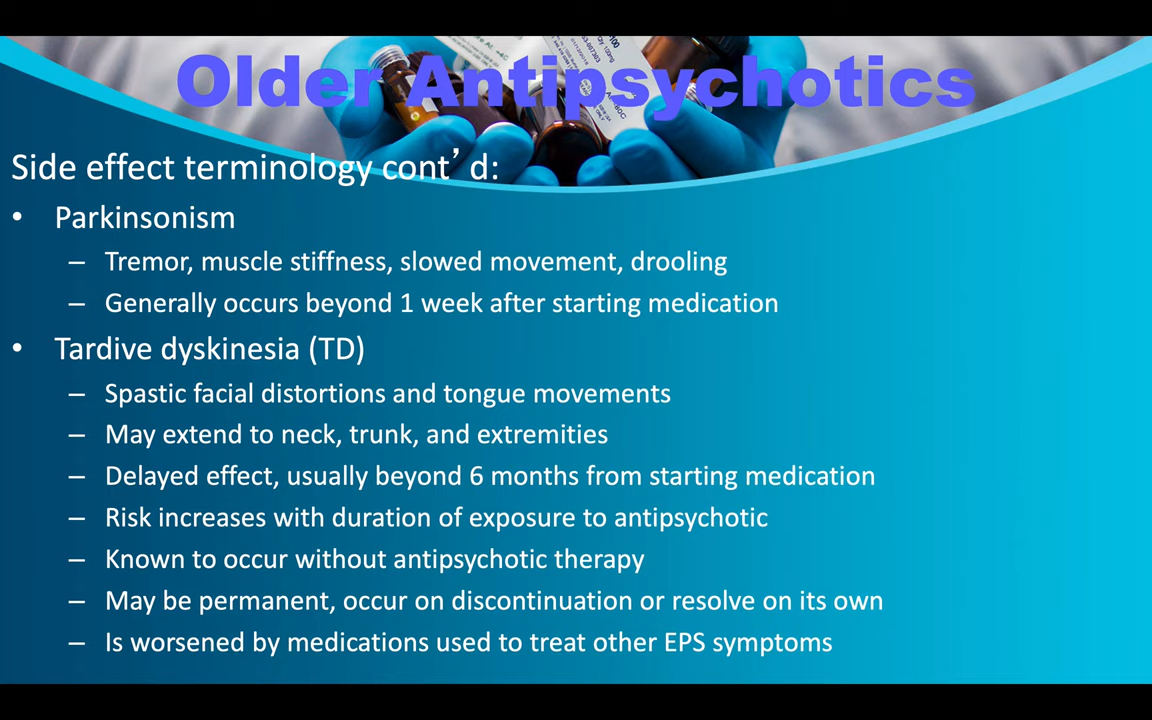 Older Antipsychotics
Side effect terminology cont’d:
• Parkinsonism
– Tremor, muscle stiffness, slowed movement, drooling
– Generally occurs beyond 1 week after starting medication
• Tardive dyskinesia (TD)
– Spastic facial distortions and tongue movements
– May extend to neck, trunk, and extremities
– Delayed effect, usually beyond 6 months from starting medication
– Risk increases with duration of exposure to antipsychotic
– Known to occur without antipsychotic therapy
– May be permanent, occur on discontinuation or resolve on its own
– Is worsened by medications used to treat other EPS symptoms